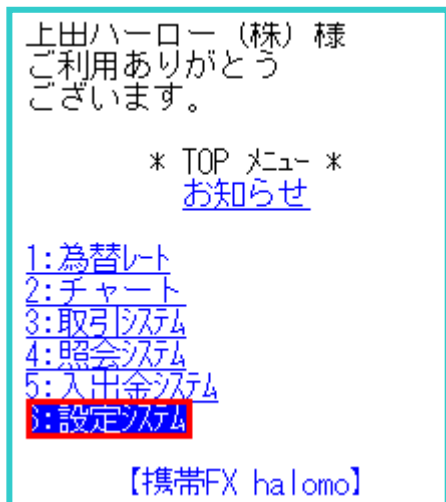 上田ハーロー(株)様
ご利用ありがとう
ございます。
* TOP メニュー *
お知らせ
1:為替レート
2:チャート
3:取引システム
4:照会システム
5:入出金システム
6:設定システム
【携帯FX halomo】